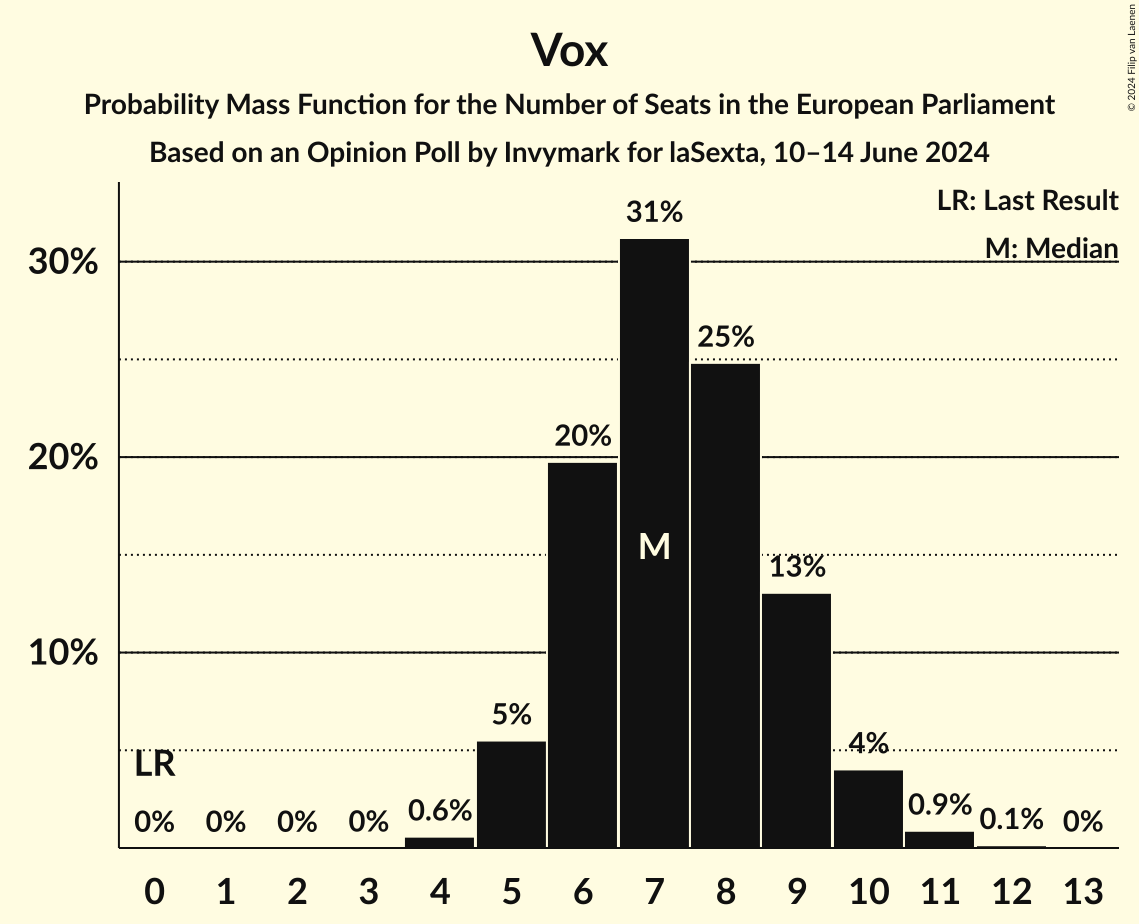 Vox
Probability Mass Function for the Number of Seats in the European Parliament
Based on an Opinion Poll by Invymark for laSexta, 10–14 June 2024
© 2024 Filip van Laenen
LR: Last Result
M: Median
31%
30%
25%
20%
20%
M
13%
10%
5%
4%
LR
0%
0%
0%
0%
0.6%
0.9%
0.1%
0%
0 1 2 3 4 5 6 7 8 9 10 11 12 13